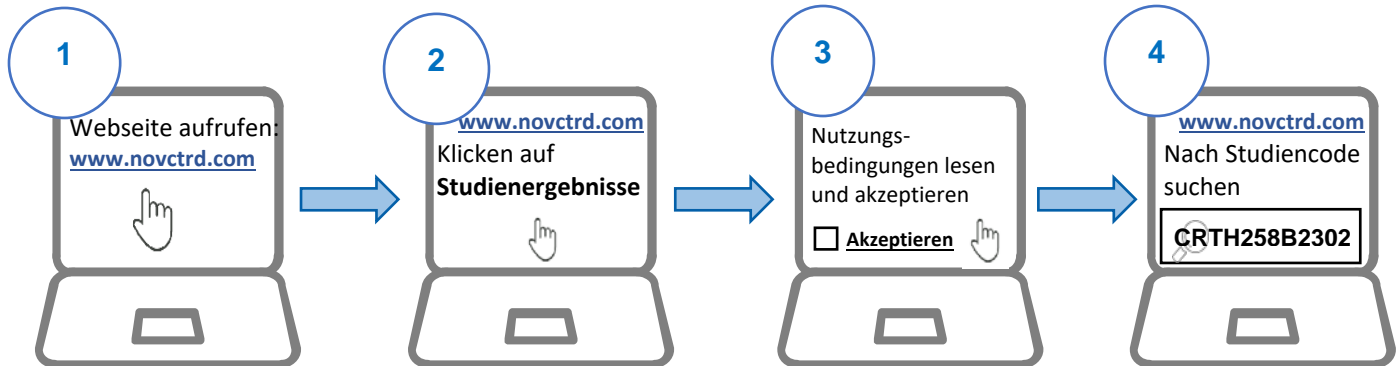 1
Webseite aufrufen:
www.novctrd.com
2
www.novctrd.com
Klicken auf
Studienergebnisse
3
Nutzungs-
bedingungen lesen
und akzeptieren
Akzeptieren
4
www.novctrd.com
Nach Studiencode
suchen
CRTH258B2302